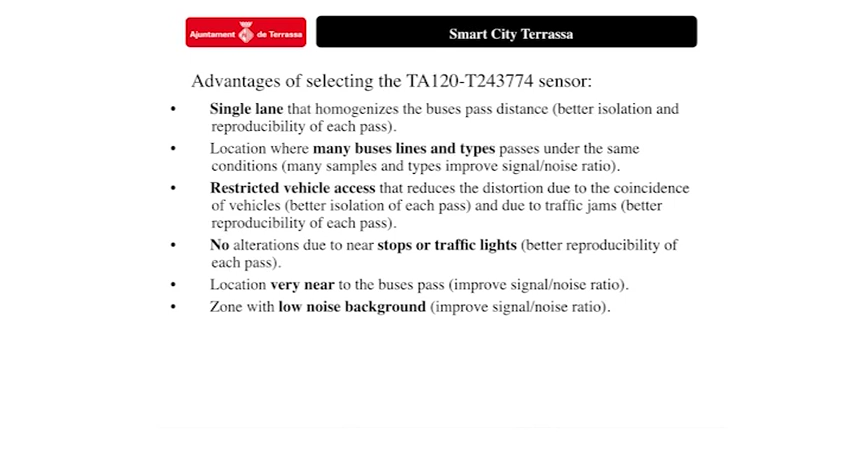 Ajuntament de Terrassa
Smart City Terrassa
Advantages of selecting the TA120-T243774 sensor:
• Single lane that homogenizes the buses pass distance (better isolation and
reproducibility of each pass).
• Location where many buses lines and types passes under the same
conditions (many samples and types improve signal/noise ratio).
• Restricted vehicle access that reduces the distortion due to the coincidence
of vehicles (better isolation of each pass) and due to traffic jams (better
reproducibility of each pass).
• No alterations due to near stops or traffic lights (better reproducibility of
each pass).
• Location very near to the buses pass (improve signal/noise ratio).
• Zone with low noise background (improve signal/noise ratio).